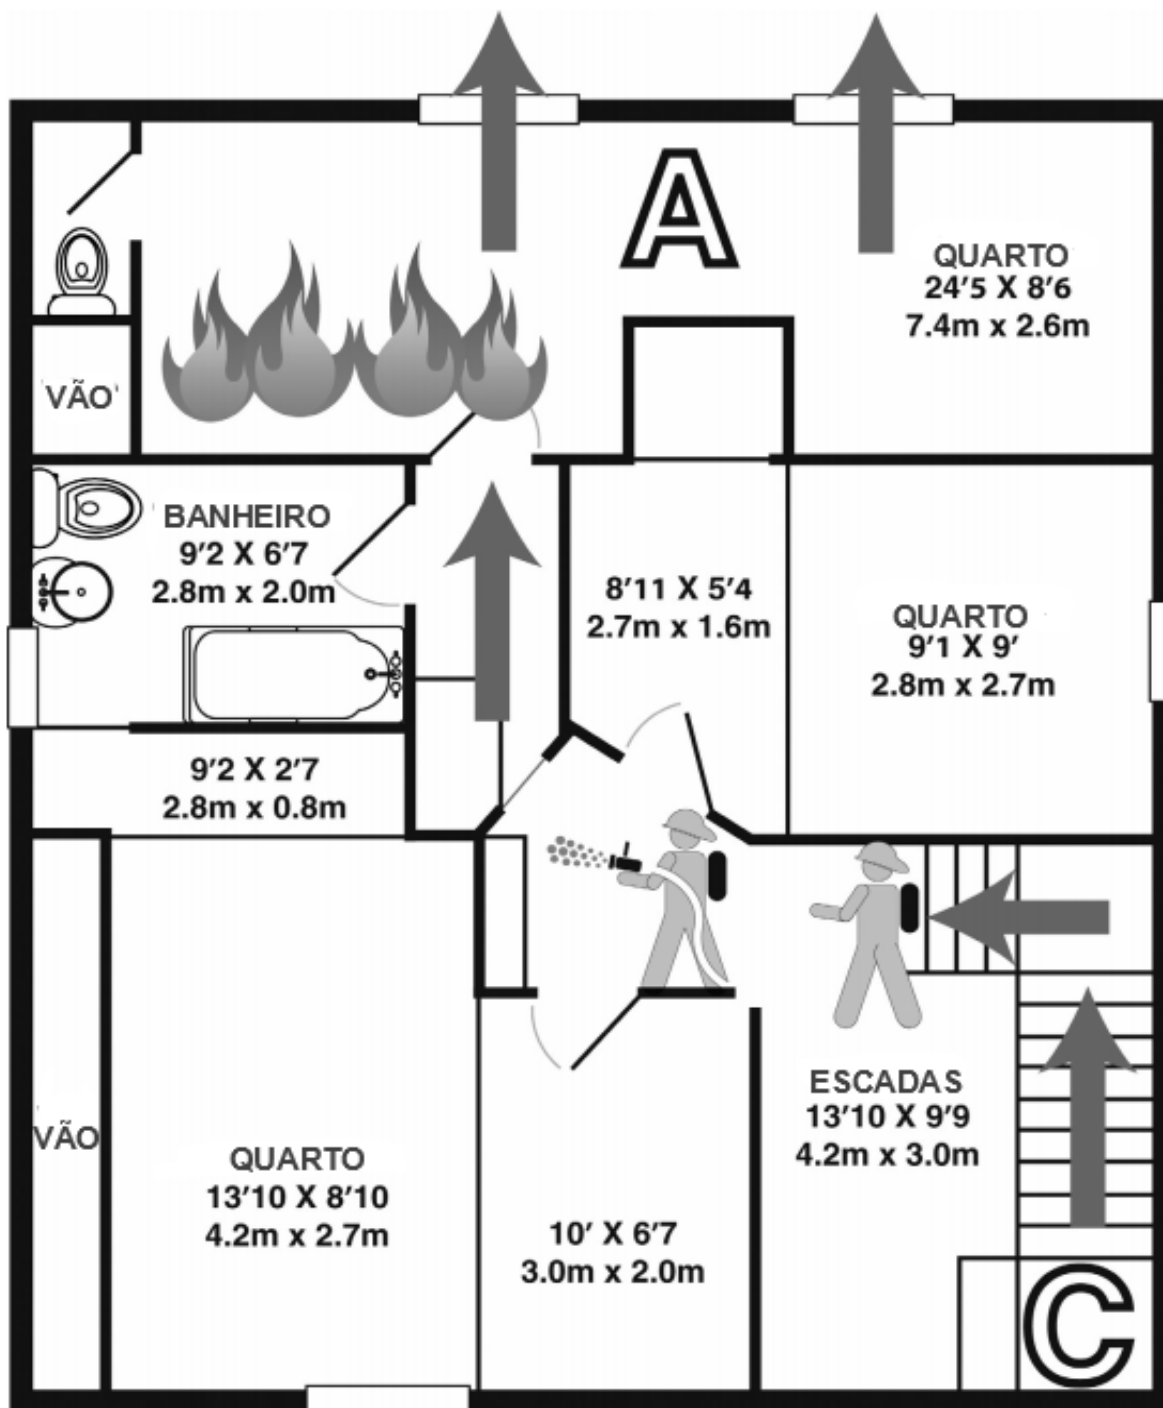 A
QUARTO
24'5 X 8'6
7.4m x 2.6m
VÃO
BANHEIRO
9'2 X 6'7
2.8m x 2.0m
8'11 X 5'4
2.7m x 1.6m
QUARTO
9'1 X 9'
2.8m x 2.7m
9'2 X 2'7
2.8m x 0.8m
VÃO
QUARTO
13'10 X 8'10
4.2m x 2.7m
10' X 6'7
3.0m x 2.0m
ESCADAS
13'10 X 9'9
4.2m x 3.0m
C